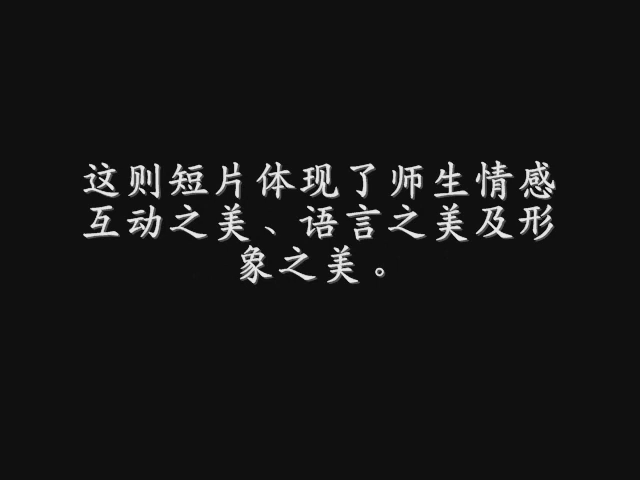 这则短片体现了师生情感
互动之美、语言之美及形
象之美。